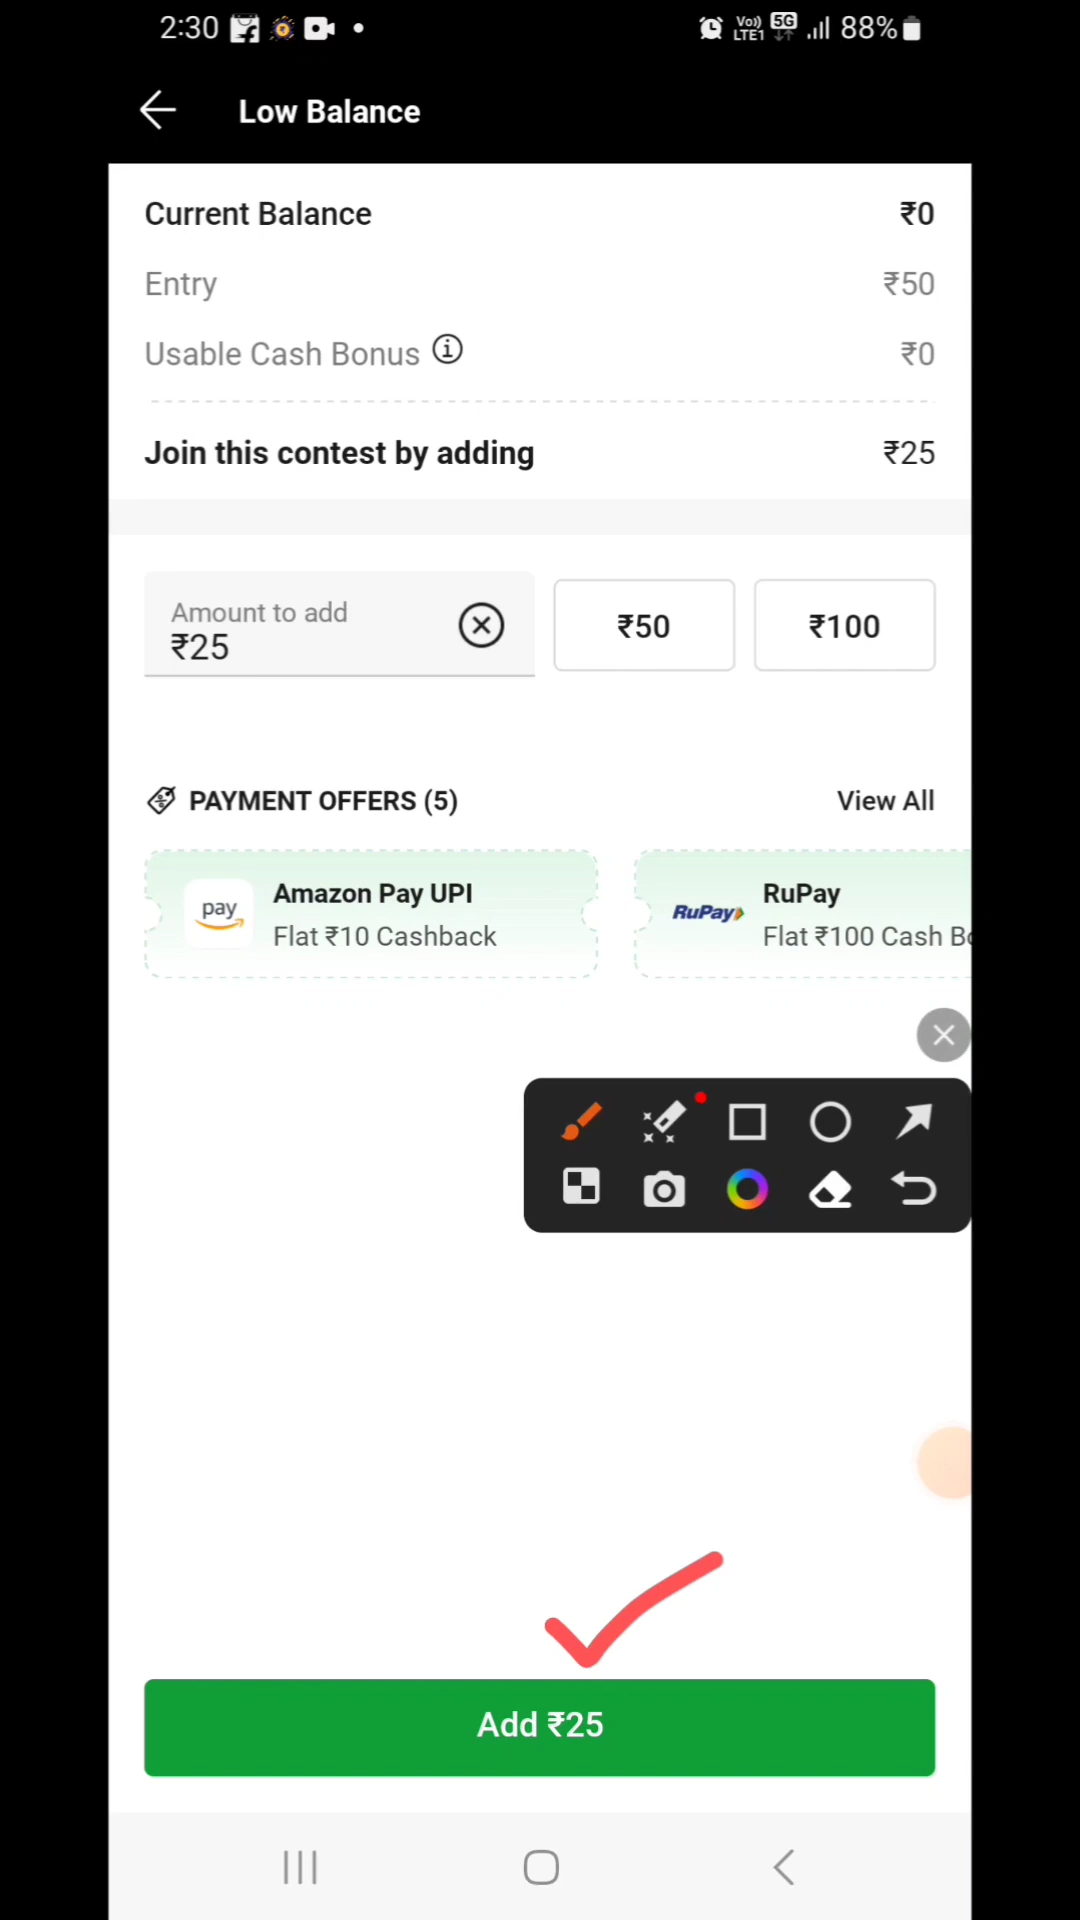 2:30
Vo)) LTE1 5G 88%
Low Balance
Current Balance ₹0
Entry ₹50
Usable Cash Bonus ₹0
Join this contest by adding ₹25
Amount to add
₹25
₹50
₹100
PAYMENT OFFERS (5) View All
pay
Amazon Pay UPI
Flat ₹10 Cashback
RuPay
RuPay
Flat ₹100 Cash
Add ₹25